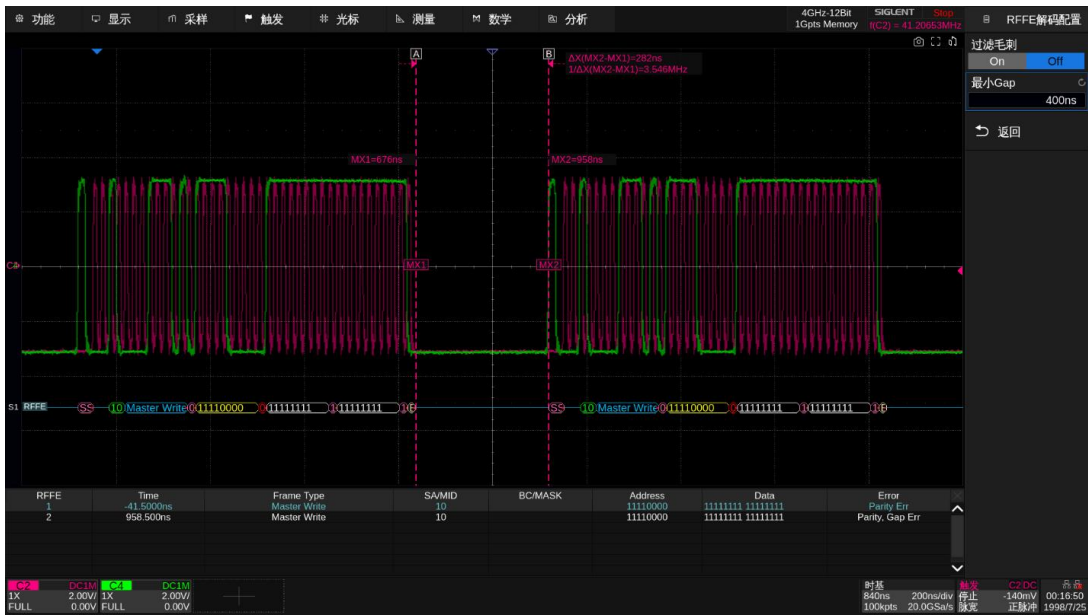 功能 显示 采样 触发 光标 测量 数学 分析
4GHz-12Bit
1Gpts Memory
SIGLENT Stop
f(C2) = 41.20653MHz
RFFE解码配置
过滤毛刺
On Off
最小Gap
400ns
返回
A B
ΔX(MX2-MX1)=282ns
1/ΔX(MX2-MX1)=3.546MHz
MX1=676ns MX2=958ns
C4
MX1 MX2
S1 RFFE SS 10 Master Write 0 11110000 0 11111111 1 11111111 1 P SS 10 Master Write 0 11110000 0 11111111 1 11111111 1 P
RFFE Time Frame Type SA/MID BC/MASK Address Data Error
1 -41.5000ns Master Write 10 11110000 11111111 11111111 Parity Err
2 958.500ns Master Write 10 11110000 11111111 11111111 Parity, Gap Err
C2 DC1M C4 DC1M
1X 2.00V/ 1X 2.00V/
FULL 0.00V FULL 0.00V
时基
840ns 200ns/div
100kpts 20.0GSa/s
触发 C2 DC
停止 -140mV
脉宽 正脉冲
00:16:50
1998/7/25